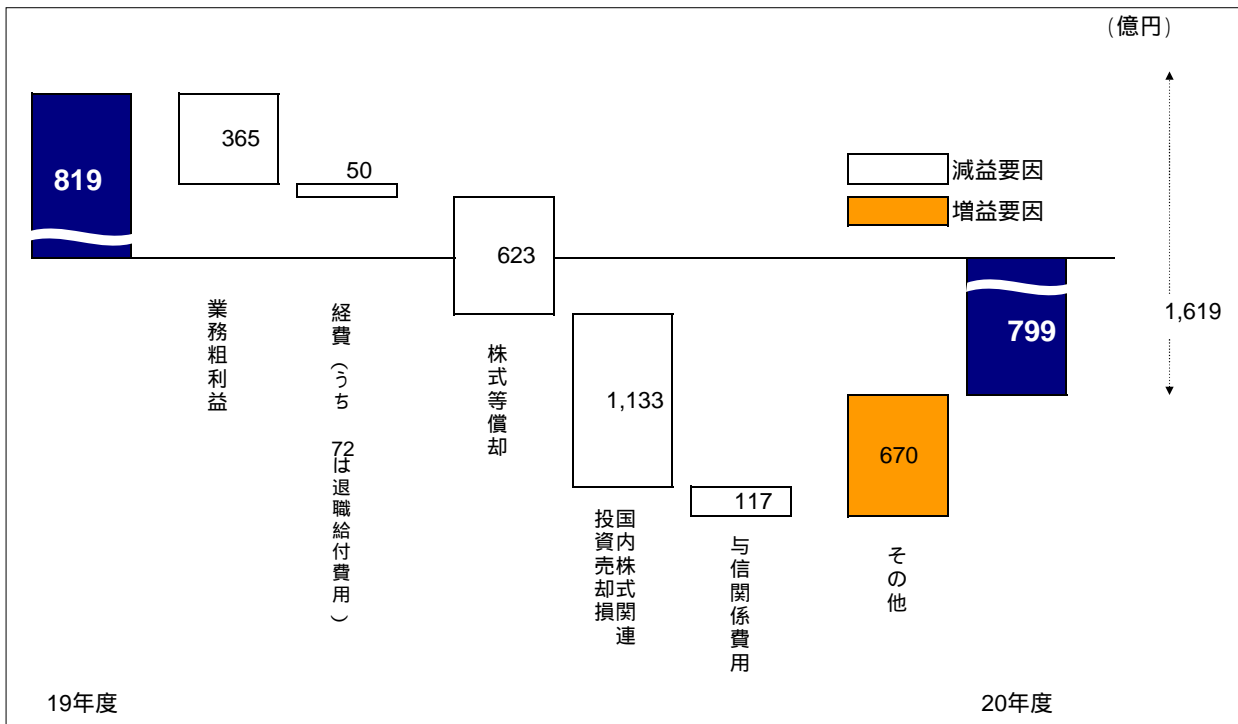 (億円)
819
365
50
623
1,133
117
670
799
1,619
減益要因
増益要因
業務粗利益
経費(うち 72は退職給付費用)
株式等償却
国内株式関連
投資売却損
与信関係費用
その他
19年度
20年度